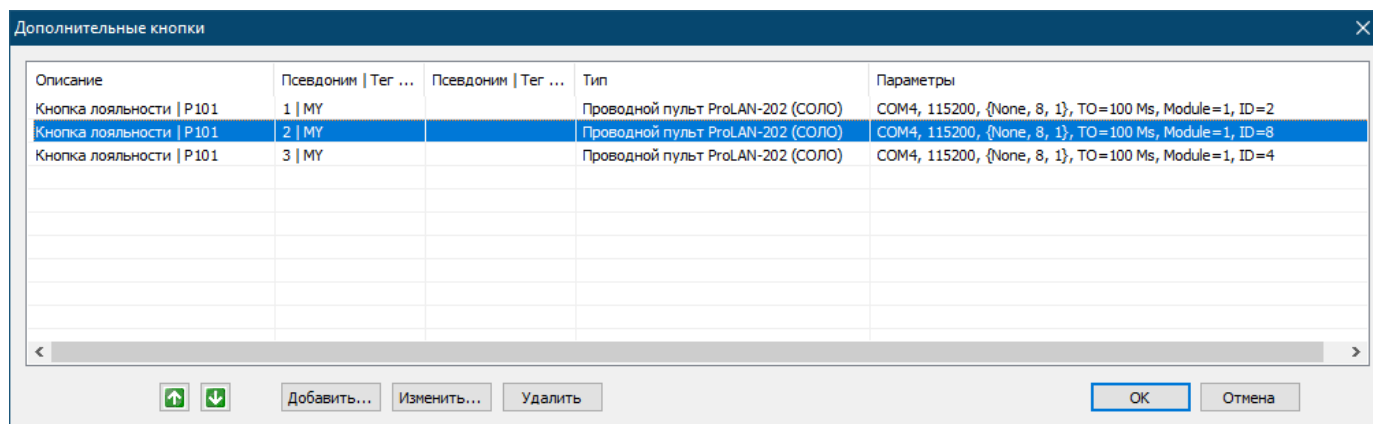 Дополнительные кнопки
Описание Псевдоним | Тег ... Псевдоним | Тег ... Тип Параметры
Кнопка лояльности | P101 1 | MY Проводной пульт ProLAN-202 (СОЛО) COM4, 115200, {None, 8, 1}, TO=100 Ms, Module=1, ID=2
Кнопка лояльности | P101 2 | MY Проводной пульт ProLAN-202 (СОЛО) COM4, 115200, {None, 8, 1}, TO=100 Ms, Module=1, ID=8
Кнопка лояльности | P101 3 | MY Проводной пульт ProLAN-202 (СОЛО) COM4, 115200, {None, 8, 1}, TO=100 Ms, Module=1, ID=4
Добавить... Изменить... Удалить OK Отмена